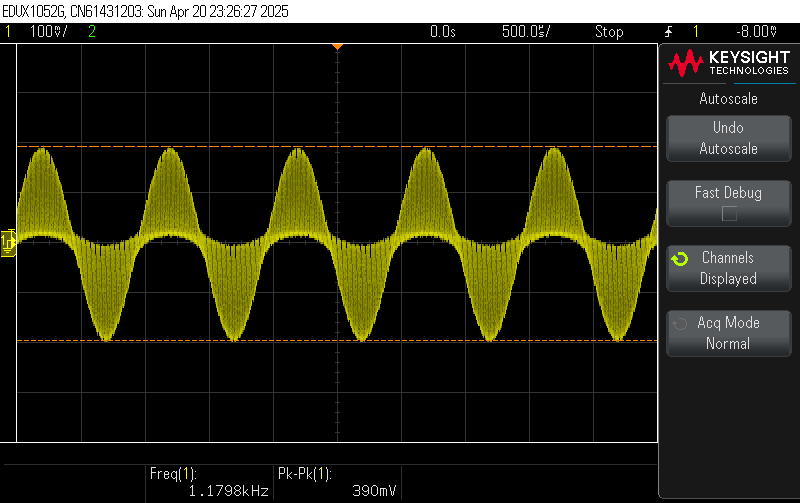 EDUX1052G, CN61431203: Sun Apr 20 23:26:27 2025
1 100%/ 2 0.0s 500.0%/ Stop 1 -8.00%
KEYSIGHT
TECHNOLOGIES
Autoscale
Undo
Autoscale
Fast Debug
Channels
Displayed
Acq Mode
Normal
1
Freq(1): Pk-Pk(1):
1.1798kHz 390mV